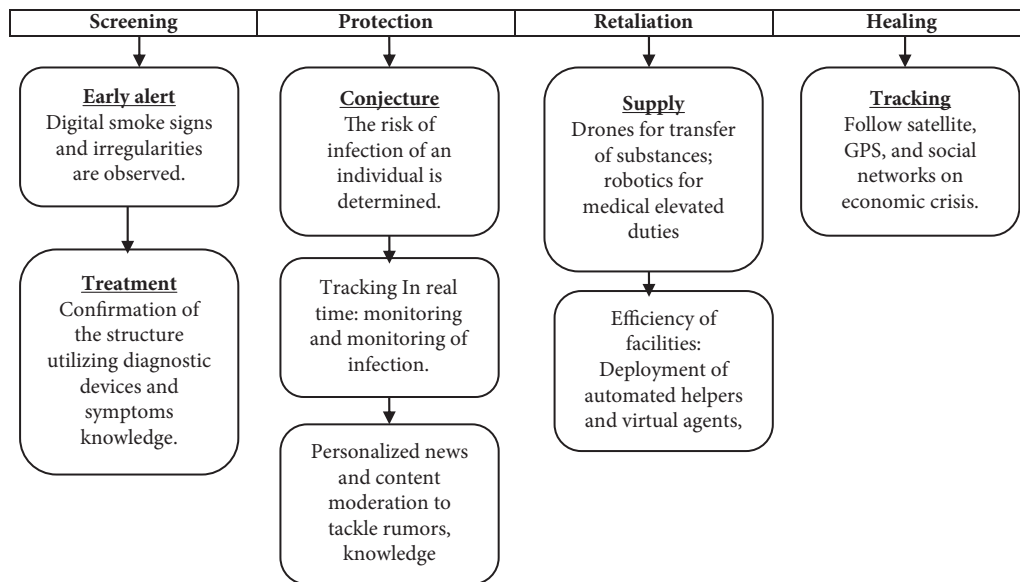 Screening
Protection
Retaliation
Healing
Early alert
Digital smoke signs
and irregularities
are observed.
Treatment
Confirmation of
the structure
utilizing diagnostic
devices and
symptoms
knowledge.
Conjecture
The risk of
infection of an
individual is
determined.
Tracking In real
time: monitoring
and monitoring of
infection.
Personalized news
and content
moderation to
tackle rumors,
knowledge
Supply
Drones for transfer
of substances;
robotics for
medical elevated
duties
Efficiency of
facilities:
Deployment of
automated helpers
and virtual agents,
Tracking
Follow satellite,
GPS, and social
networks on
economic crisis.